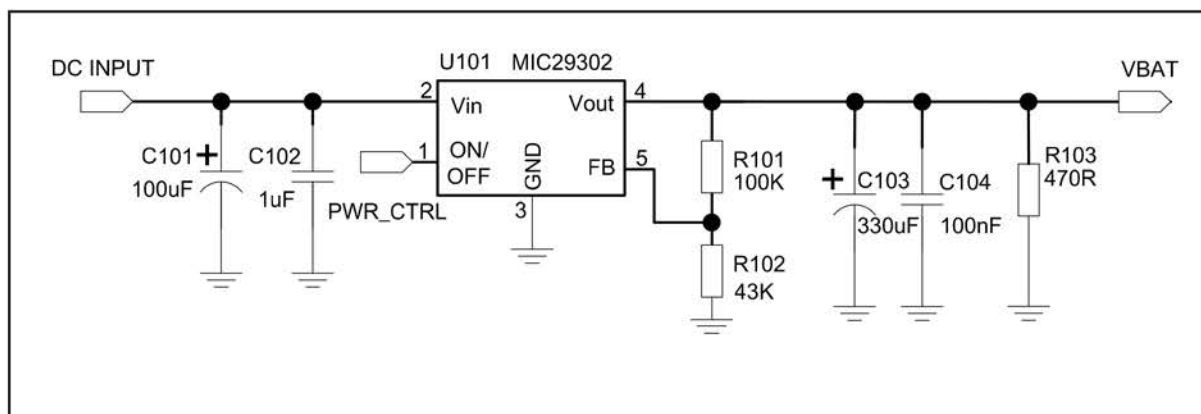 DC INPUT
U101 MIC29302
VBAT
2
Vin
Vout
4
C101
+
100uF
C102
1uF
1
ON/
OFF
PWR_CTRL
GND
3
FB
5
R101
100K
R102
43K
+
C103
330uF
C104
100nF
R103
470R